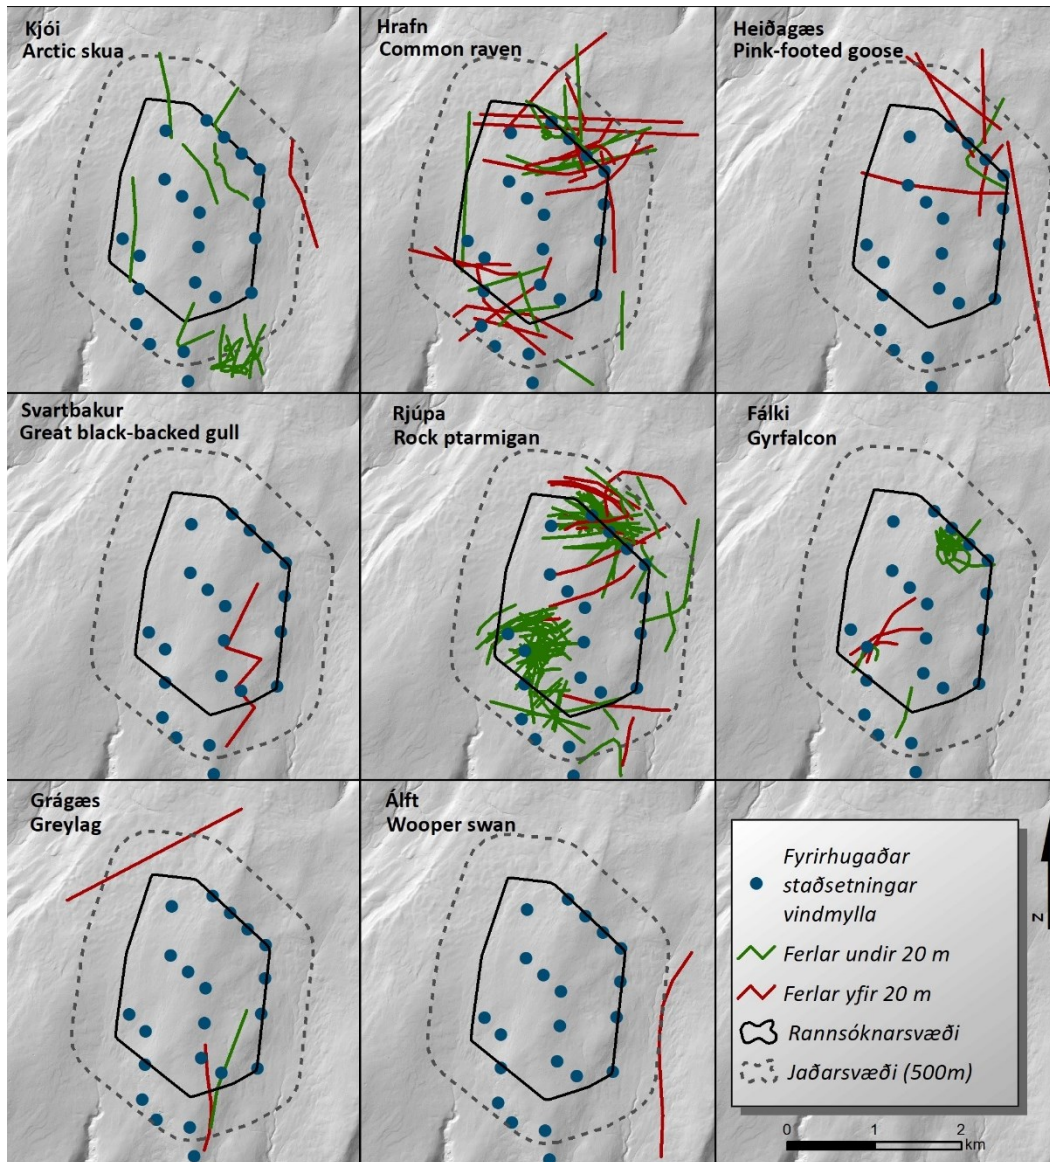 Kjói
Arctic skua
Hrafn
Common raven
Heiðagæs
Pink-footed goose
Svartbakur
Great black-backed gull
Rjúpa
Rock ptarmigan
Fálki
Gyrfalcon
Grágæs
Greylag
Álft
Wooper swan
Fyrirhugaðar
staðsetningar
vindmylla
Ferlar undir 20 m
Ferlar yfir 20 m
Rannsóknarsvæði
Jaðarsvæði (500m)
0 1 2
km
N